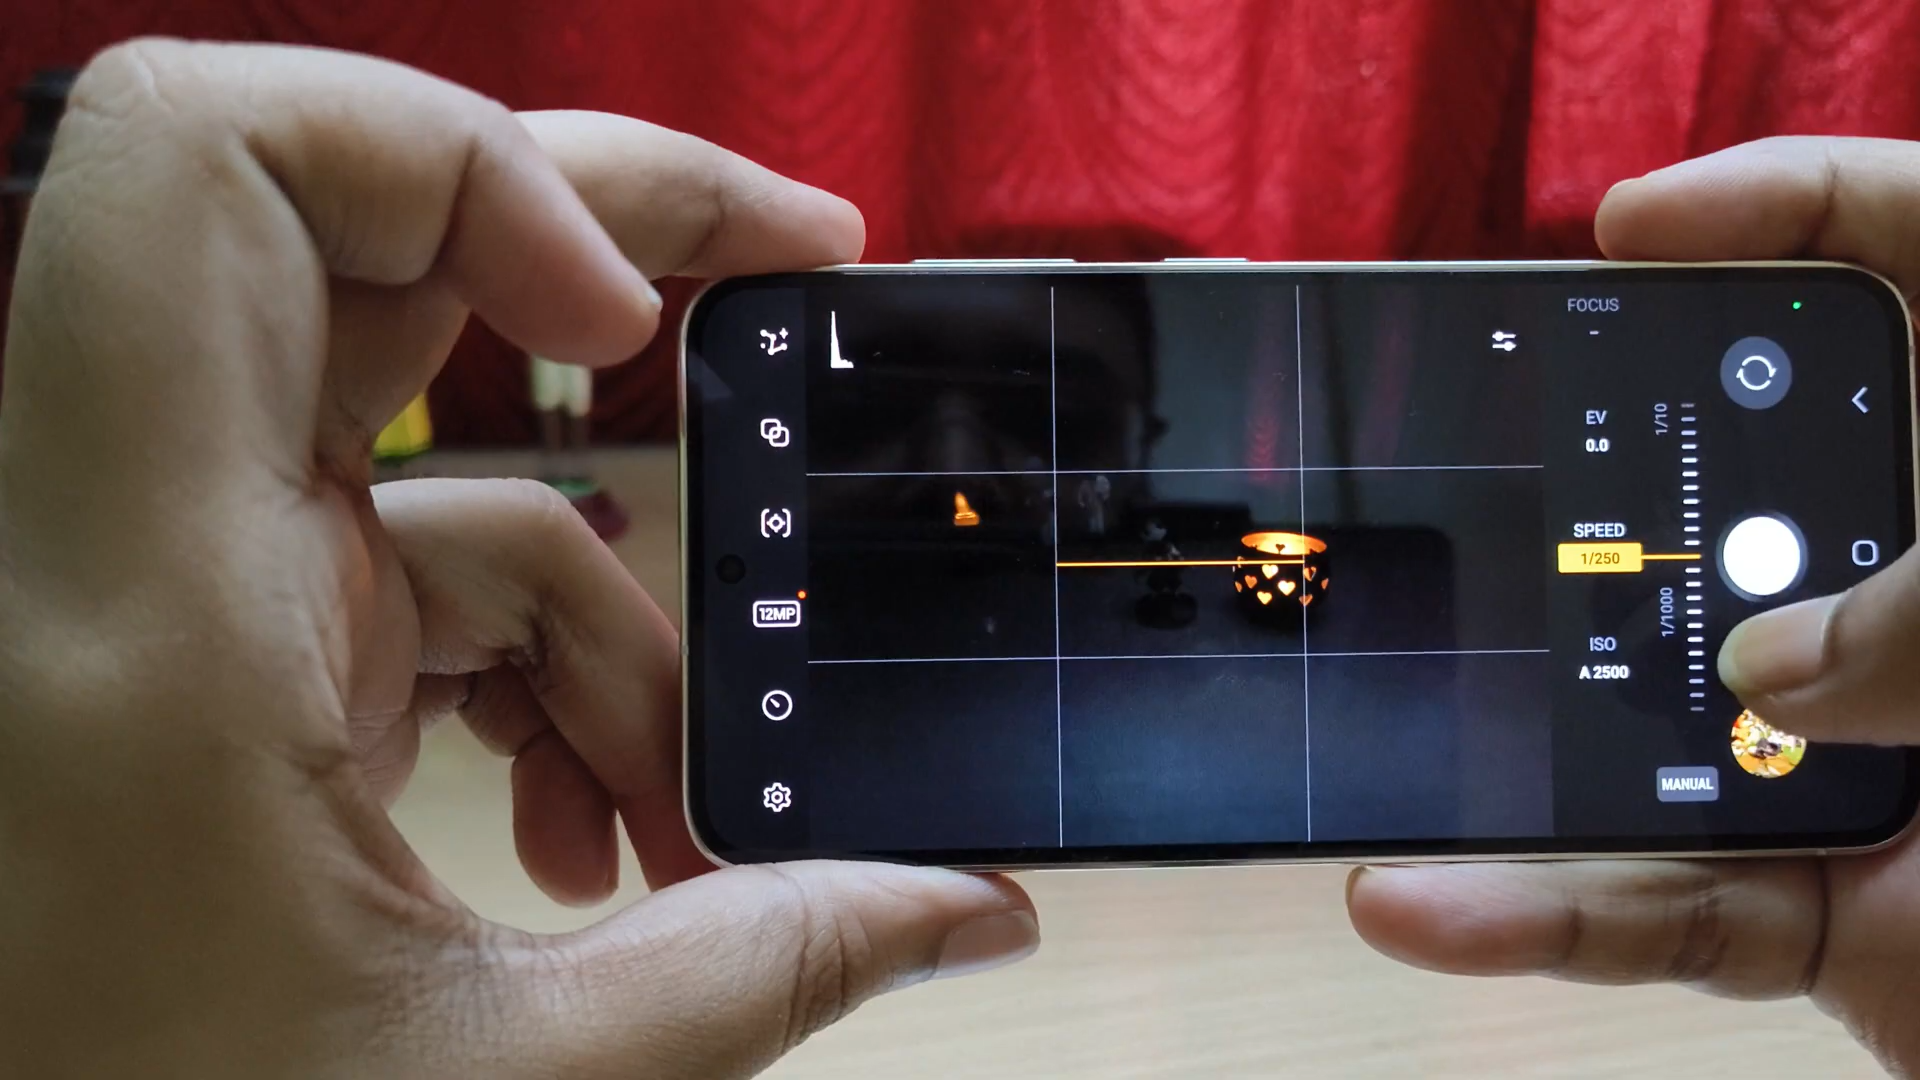 12MP
FOCUS
-
EV
0.0
SPEED
1/250
ISO
A 2500
1/10
1/1000
MANUAL